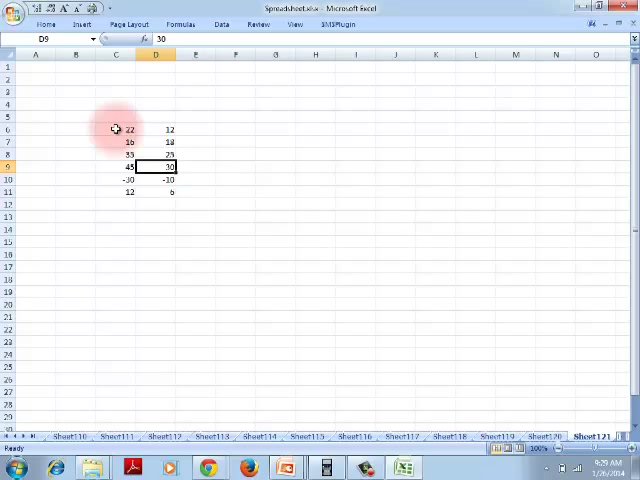 Spreadsheet.xlsx - Microsoft Excel
Home Insert Page Layout Formulas Data Review View
D9 fx 30
A B C D E F G H I J K L M N O
1
2
3
4
5
6 22 12
7 16 18
8 35 25
9 45 30
10 -30 -10
11 12 6
12
13
14
15
16
17
18
19
20
21
22
23
24
25
26
27
28
29
30
Sheet110 Sheet111 Sheet112 Sheet113 Sheet114 Sheet115 Sheet116 Sheet117 Sheet118 Sheet119 Sheet120 Sheet121
Ready 100%
9:29 AM
1/26/2014